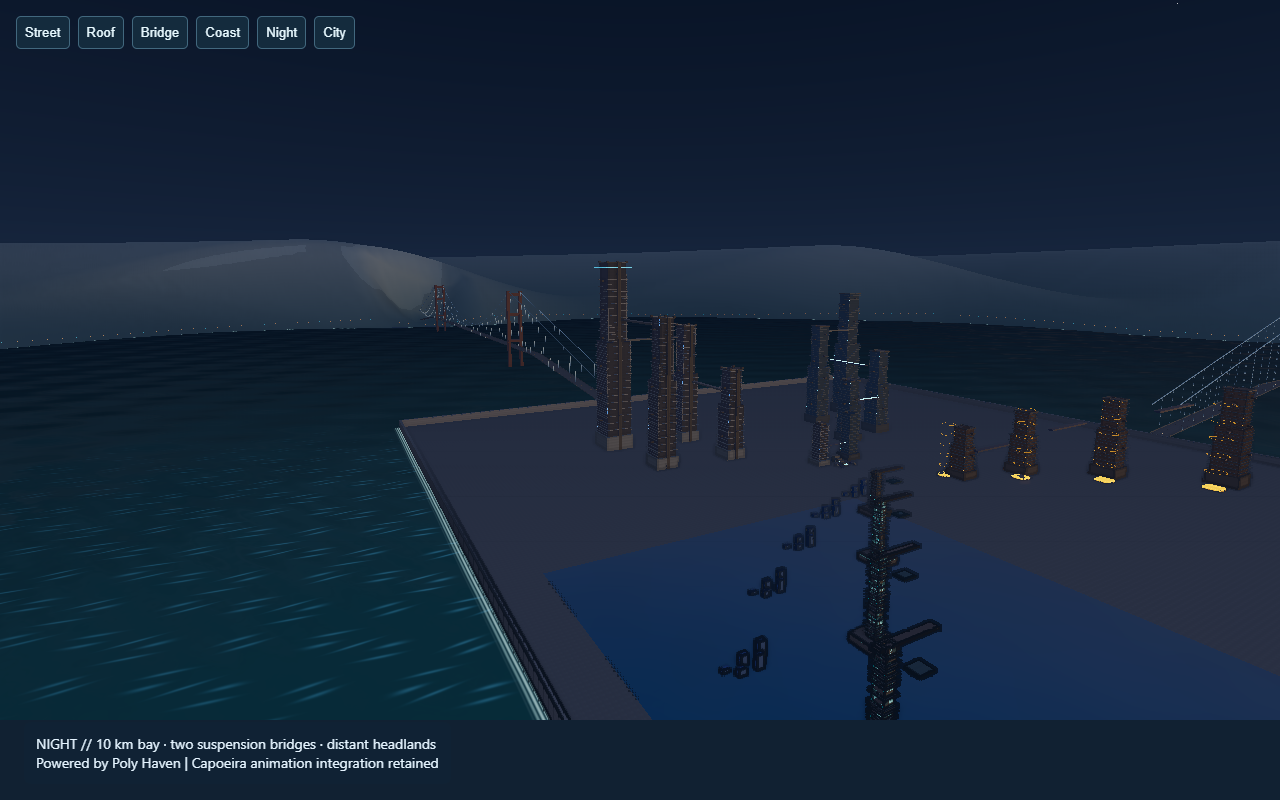 Street Roof Bridge Coast Night City
NIGHT // 10 km bay · two suspension bridges · distant headlands
Powered by Poly Haven | Capoeira animation integration retained